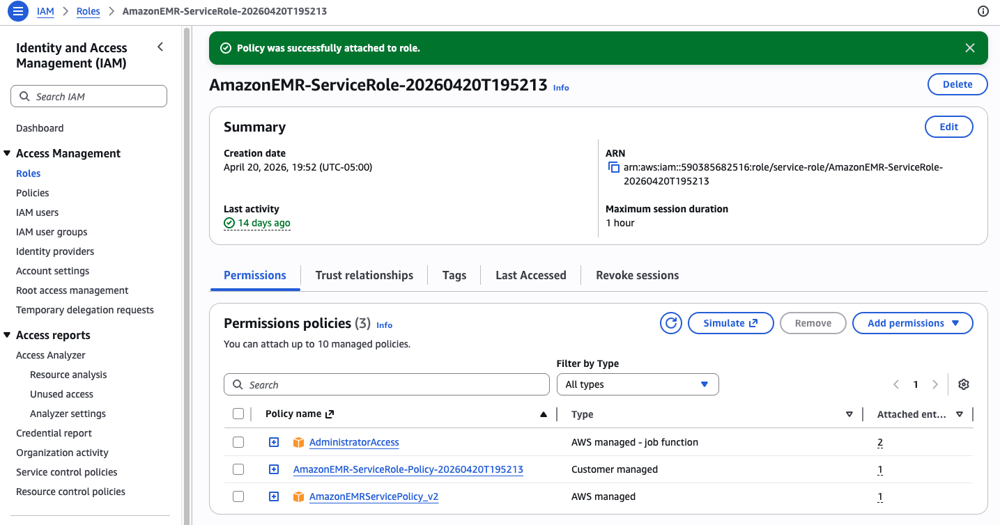 IAM > Roles > AmazonEMR-ServiceRole-20260420T195213
Identity and Access
Management (IAM)
Search IAM
Dashboard
Access Management
Roles
Policies
IAM users
IAM user groups
Identity providers
Account settings
Root access management
Temporary delegation requests
Access reports
Access Analyzer
Resource analysis
Unused access
Analyzer settings
Credential report
Organization activity
Service control policies
Resource control policies
Policy was successfully attached to role.
AmazonEMR-ServiceRole-20260420T195213 Info
Delete
Summary
Edit
Creation date
April 20, 2026, 19:52 (UTC-05:00)
ARN
arn:aws:iam::590385682516:role/service-role/AmazonEMR-ServiceRole-
20260420T195213
Last activity
14 days ago
Maximum session duration
1 hour
Permissions Trust relationships Tags Last Accessed Revoke sessions
Permissions policies (3) Info
Simulate Remove Add permissions
You can attach up to 10 managed policies.
Filter by Type
Search All types 1
Policy name Type Attached ent...
AdministratorAccess AWS managed - job function 2
AmazonEMR-ServiceRole-Policy-20260420T195213 Customer managed 1
AmazonEMRServicePolicy_v2 AWS managed 1